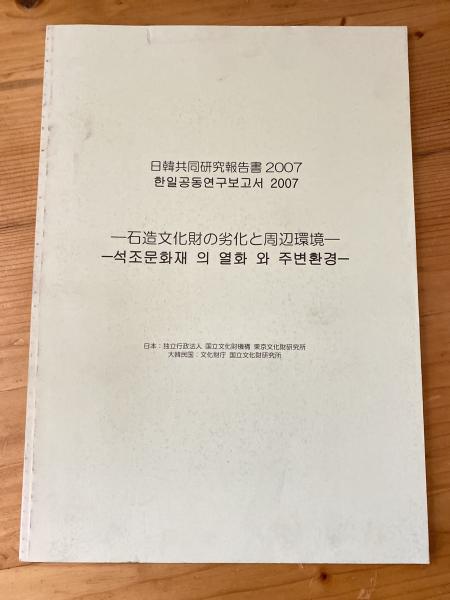 日韓共同研究報告書 2007
한일공동연구보고서 2007
―石造文化財の劣化と周辺環境―
―석조문화재 의 열화 와 주변환경―
日本：独立行政法人 国立文化財機構 東京文化財研究所
大韓民国：文化財庁 国立文化財研究所